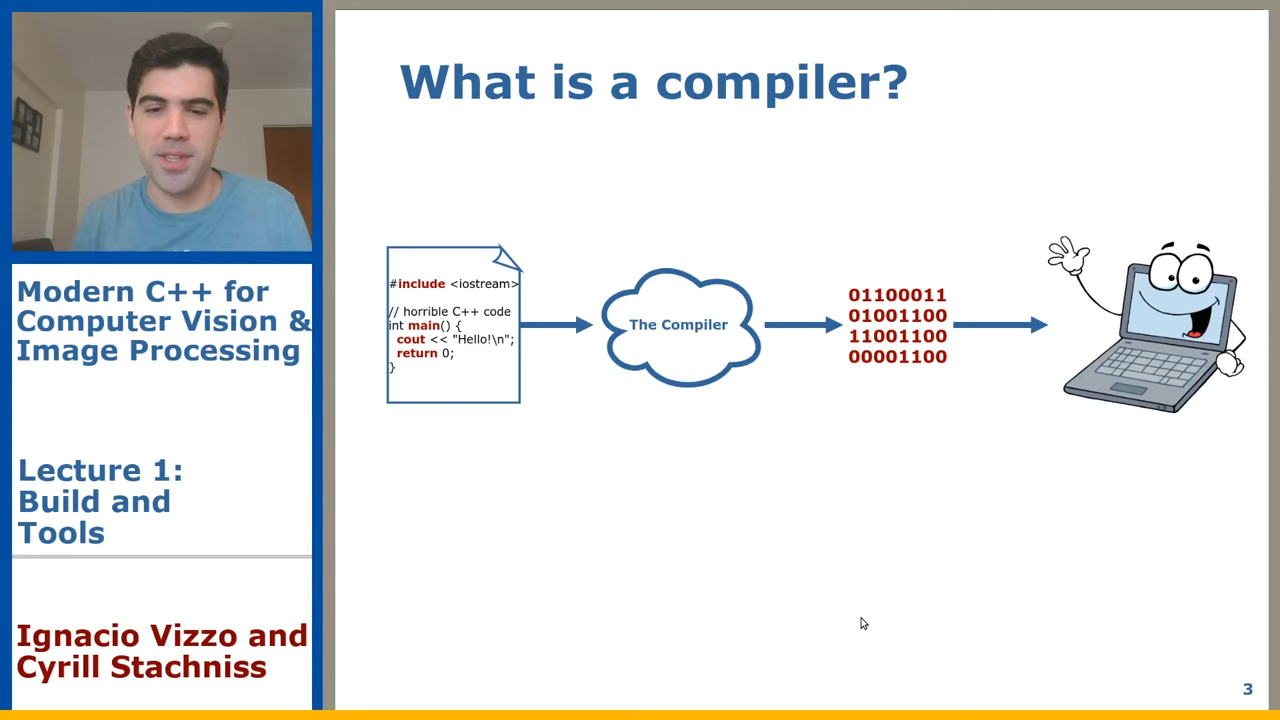 What is a compiler?
#include <iostream>
// horrible C++ code
int main() {
cout << "Hello!\n";
return 0;
}
The Compiler
01100011
01001100
11001100
00001100
Modern C++ for
Computer Vision &
Image Processing
Lecture 1:
Build and
Tools
Ignacio Vizzo and
Cyrill Stachniss
3